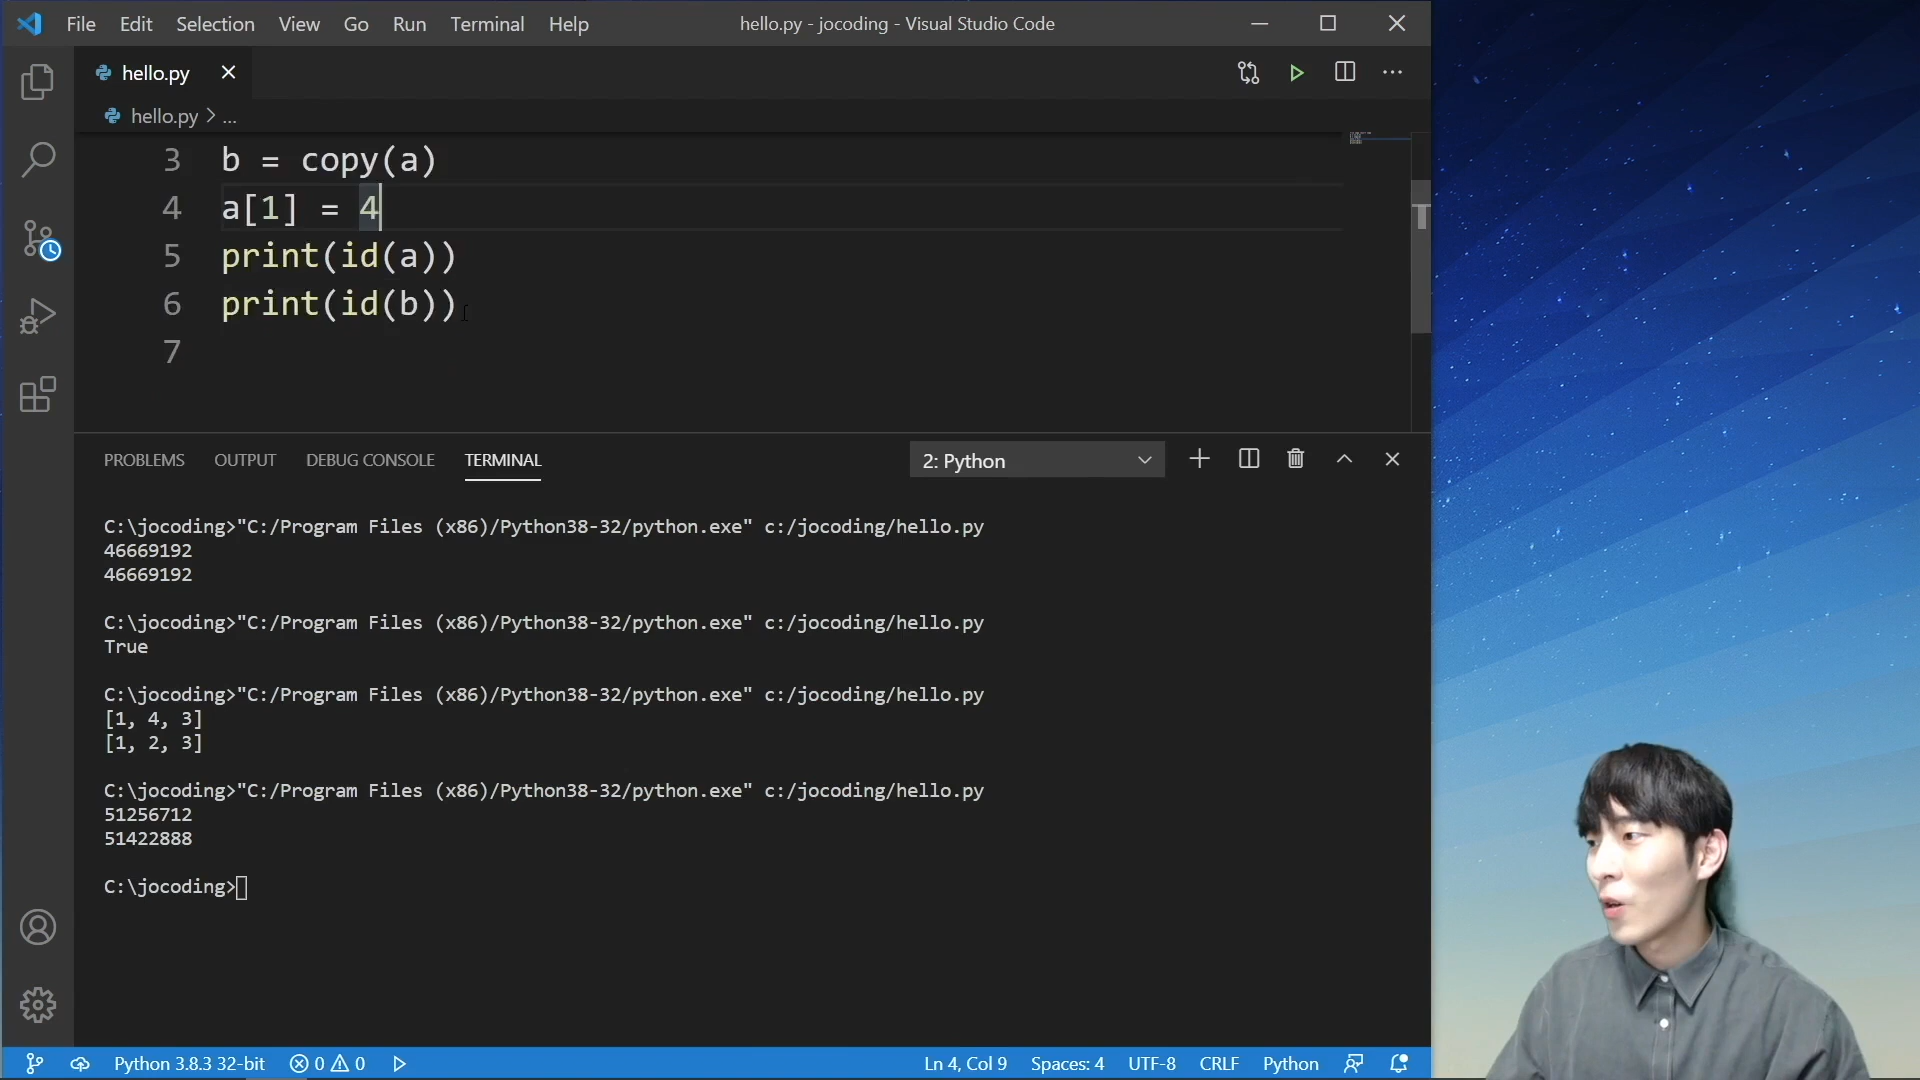 File Edit Selection View Go Run Terminal Help hello.py - jocoding - Visual Studio Code
hello.py
hello.py > ...
3 b = copy(a)
4 a[1] = 4
5 print(id(a))
6 print(id(b))
7
PROBLEMS OUTPUT DEBUG CONSOLE TERMINAL 2: Python
C:\jocoding>"C:/Program Files (x86)/Python38-32/python.exe" c:/jocoding/hello.py
46669192
46669192
C:\jocoding>"C:/Program Files (x86)/Python38-32/python.exe" c:/jocoding/hello.py
True
C:\jocoding>"C:/Program Files (x86)/Python38-32/python.exe" c:/jocoding/hello.py
[1, 4, 3]
[1, 2, 3]
C:\jocoding>"C:/Program Files (x86)/Python38-32/python.exe" c:/jocoding/hello.py
51256712
51422888
C:\jocoding>
Python 3.8.3 32-bit 0 0 Ln 4, Col 9 Spaces: 4 UTF-8 CRLF Python